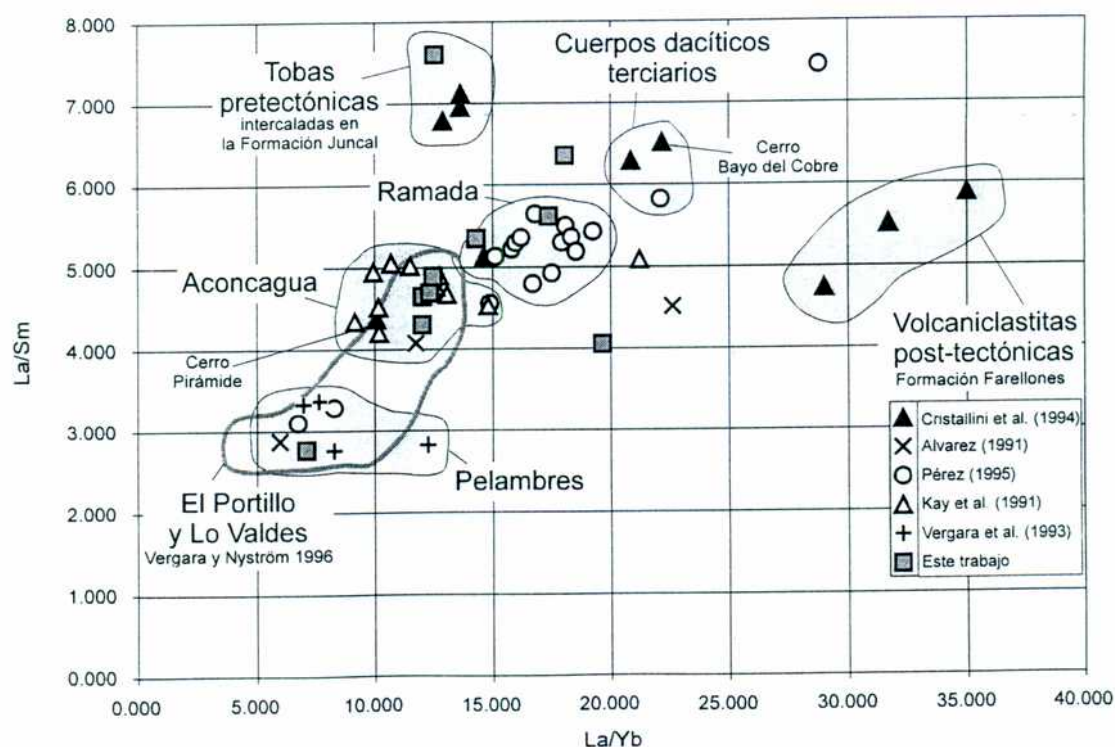 8.000
7.000
6.000
5.000
4.000
3.000
2.000
1.000
0.000
La/Sm
0.000
5.000
10.000
15.000
20.000
25.000
30.000
35.000
40.000
La/Yb
Tobas
pretectónicas
intercaladas en
la Formación Juncal
Cuerpos dacíticos
terciarios
Cerro
Bayo del Cobre
Ramada
Aconcagua
Cerro
Pirámide
Volcaniclastitas
post-tectónicas
Formación Farellones
El Portillo
y Lo Valdes
Vergara y Nyström 1996
Pelambres
Cristallini et al. (1994)
Alvarez (1991)
Pérez (1995)
Kay et al. (1991)
Vergara et al. (1993)
Este trabajo